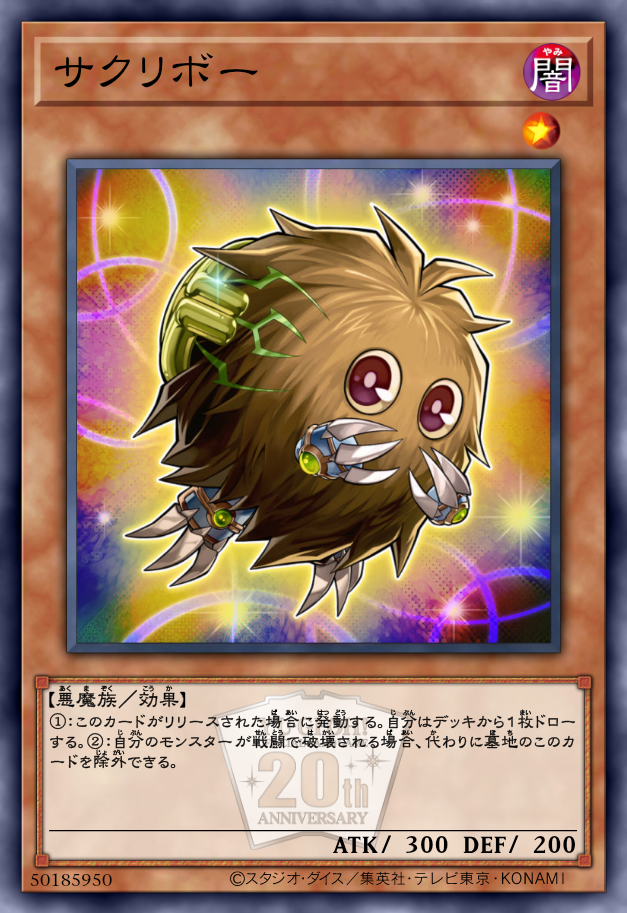 サクリボー
闇
やみ
【悪魔族／効果】
①：このカードがリリースされた場合に発動する。自分はデッキから１枚ドロー
する。②：自分のモンスターが戦闘で破壊される場合、代わりに墓地のこのカ
ードを除外できる。
20th
ANNIVERSARY
ATK/ 300 DEF/ 200
50185950
©スタジオ・ダイス／集英社・テレビ東京・KONAMI